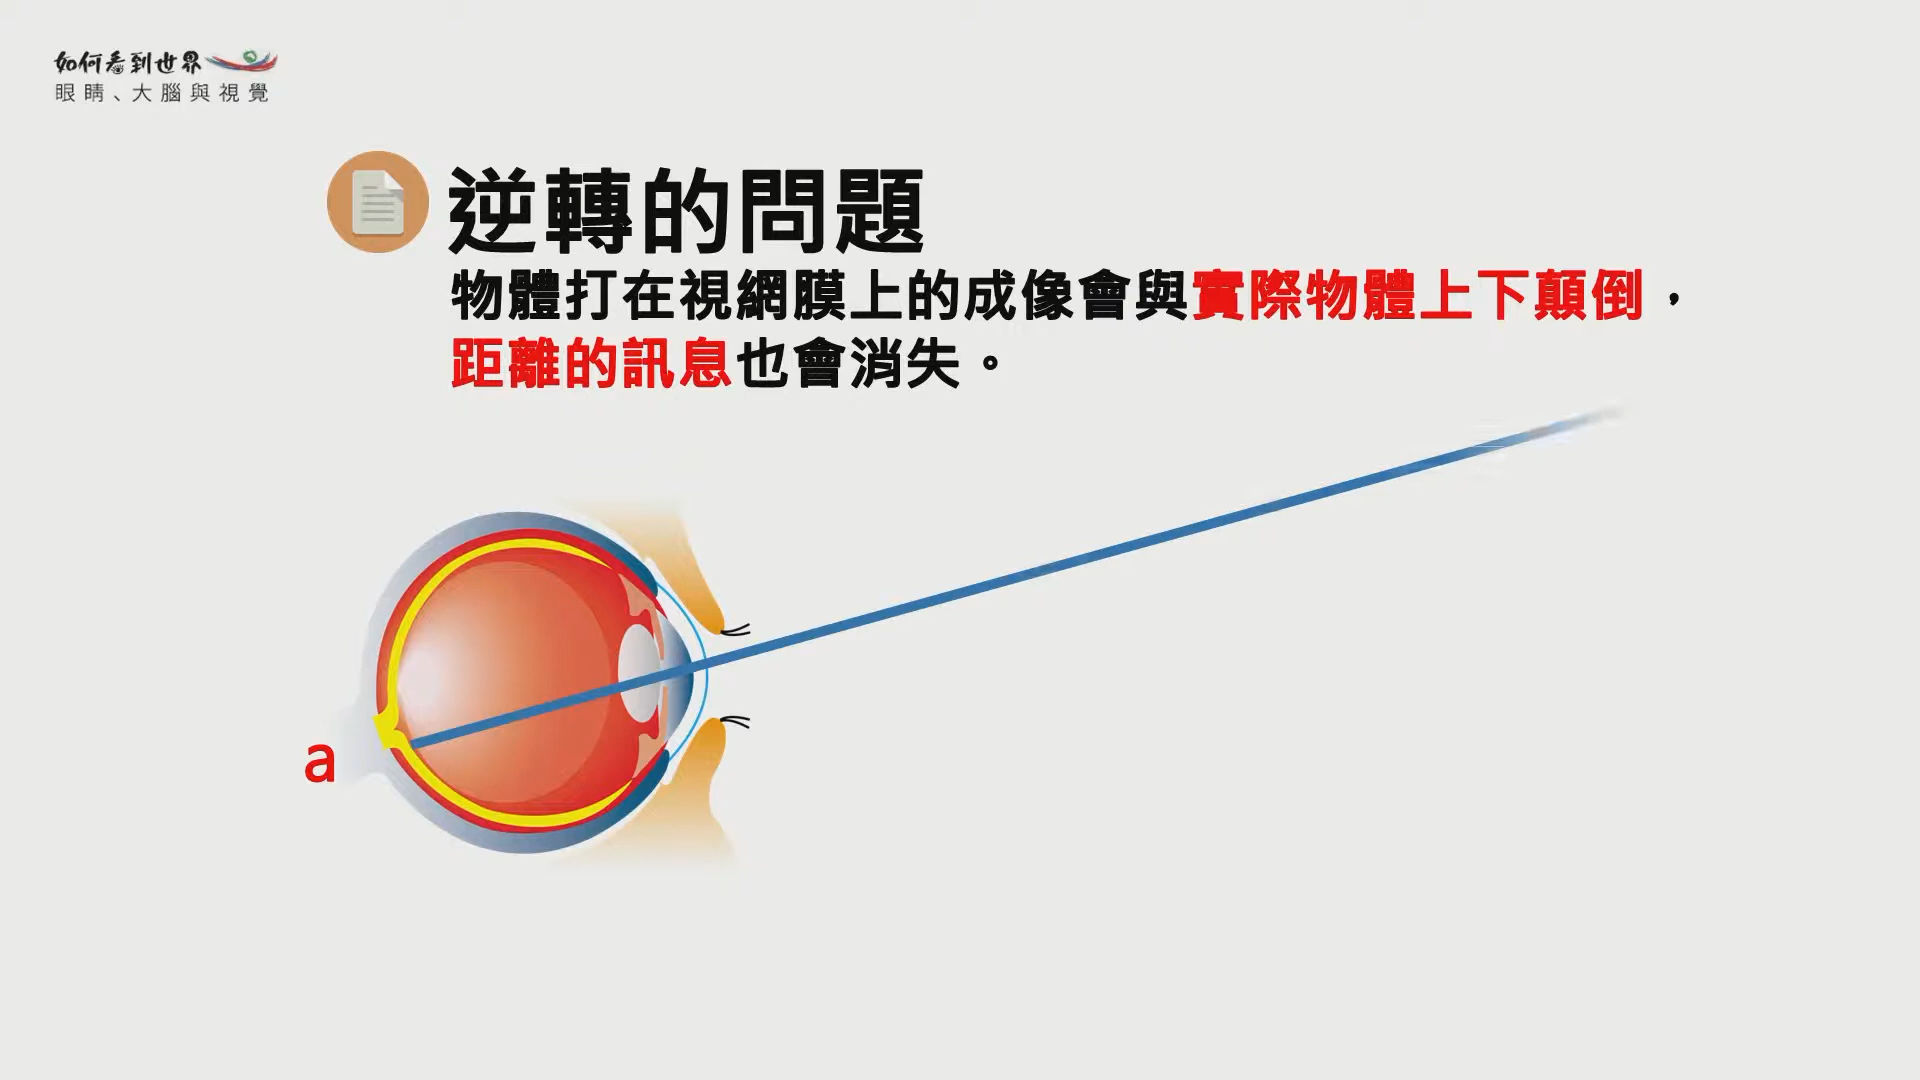 如何看到世界
眼睛、大腦與視覺
逆轉的問題
物體打在視網膜上的成像會與實際物體上下顛倒，
距離的訊息也會消失。
a